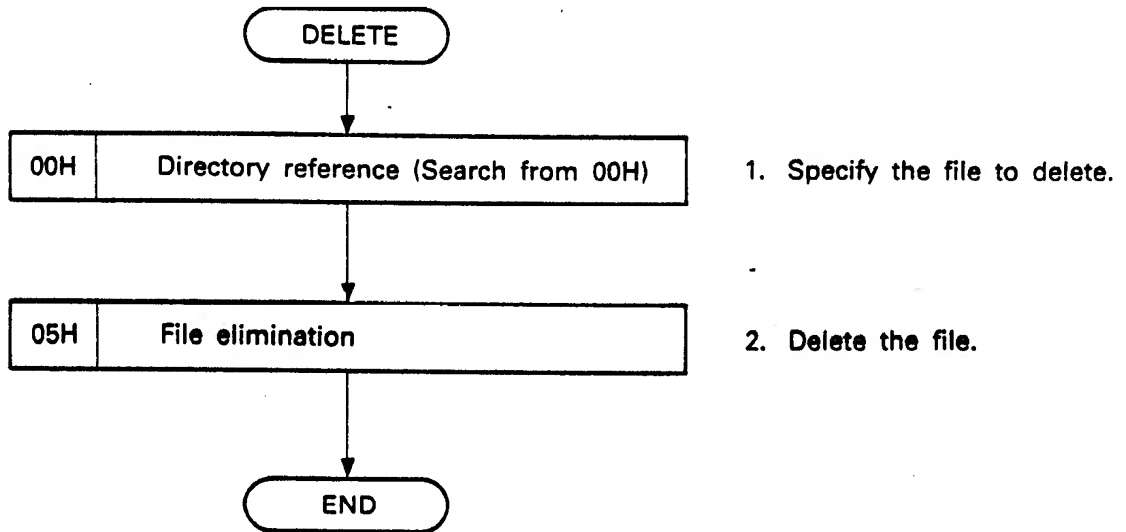 DELETE
00H Directory reference (Search from 00H) 1. Specify the file to delete.
05H File elimination 2. Delete the file.
END